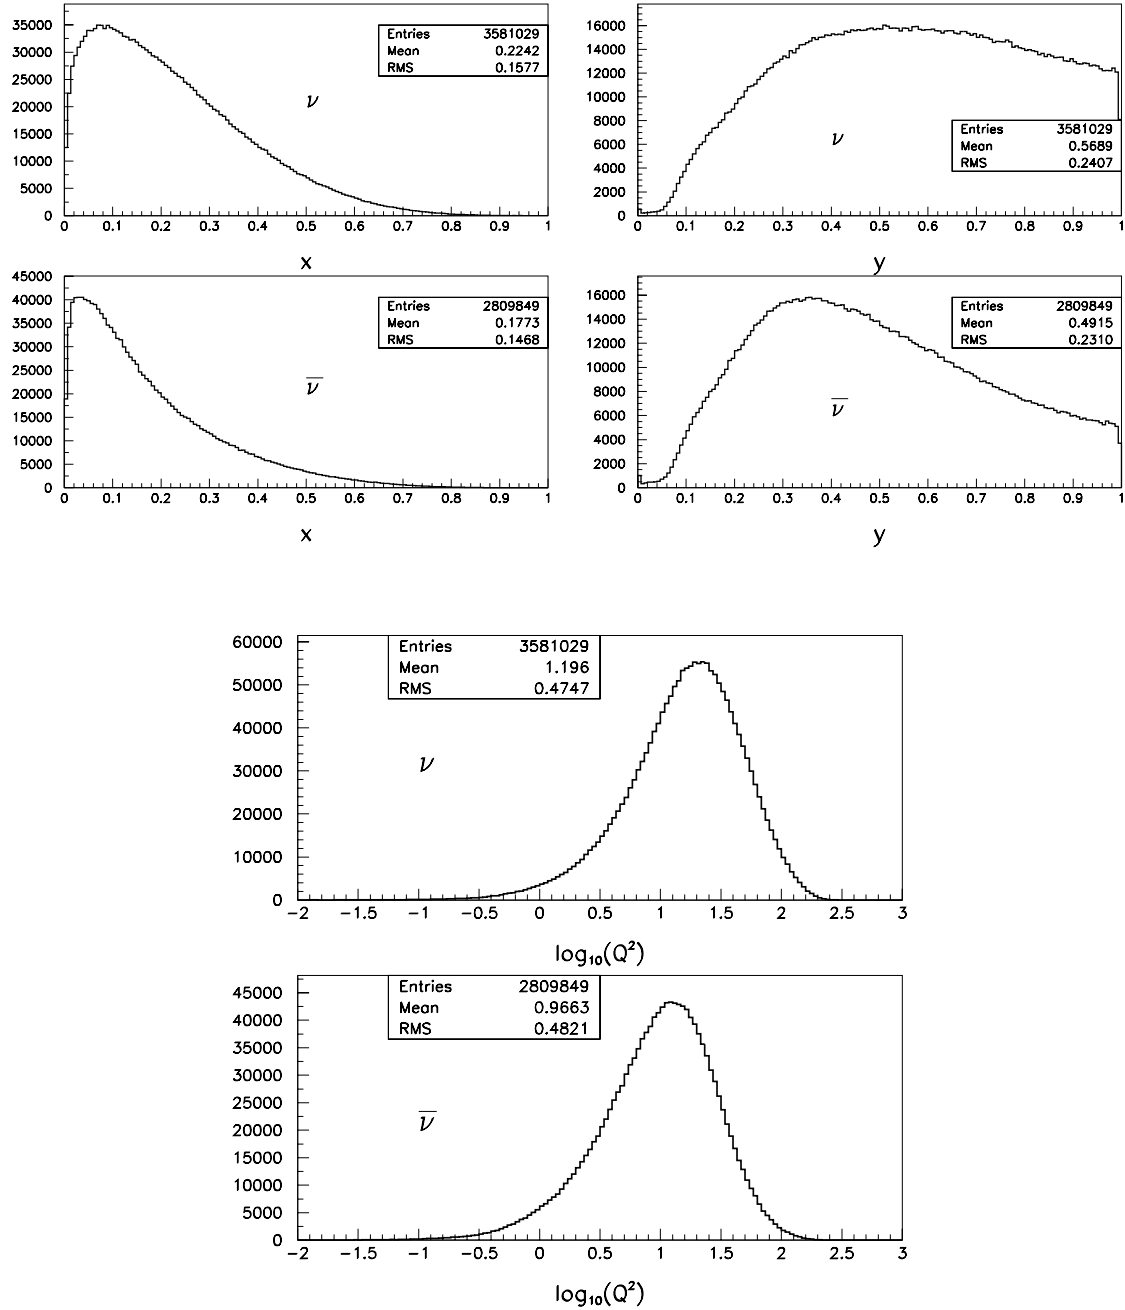 35000
30000
25000
20000
15000
10000
5000
0
Entries 3581029
Mean 0.2242
RMS 0.1577
ν
0 0.1 0.2 0.3 0.4 0.5 0.6 0.7 0.8 0.9 1
x
16000
14000
12000
10000
8000
6000
4000
2000
0
Entries 3581029
Mean 0.5689
RMS 0.2407
ν
0 0.1 0.2 0.3 0.4 0.5 0.6 0.7 0.8 0.9 1
y
45000
40000
35000
30000
25000
20000
15000
10000
5000
0
Entries 2809849
Mean 0.1773
RMS 0.1468
ν̅
0 0.1 0.2 0.3 0.4 0.5 0.6 0.7 0.8 0.9 1
x
16000
14000
12000
10000
8000
6000
4000
2000
0
Entries 2809849
Mean 0.4915
RMS 0.2310
ν̅
0 0.1 0.2 0.3 0.4 0.5 0.6 0.7 0.8 0.9 1
y
60000
50000
40000
30000
20000
10000
0
Entries 3581029
Mean 1.196
RMS 0.4747
ν
−2 −1.5 −1 −0.5 0 0.5 1 1.5 2 2.5 3
log₁₀(Q²)
45000
40000
35000
30000
25000
20000
15000
10000
5000
0
Entries 2809849
Mean 0.9663
RMS 0.4821
ν̅
−2 −1.5 −1 −0.5 0 0.5 1 1.5 2 2.5 3
log₁₀(Q²)